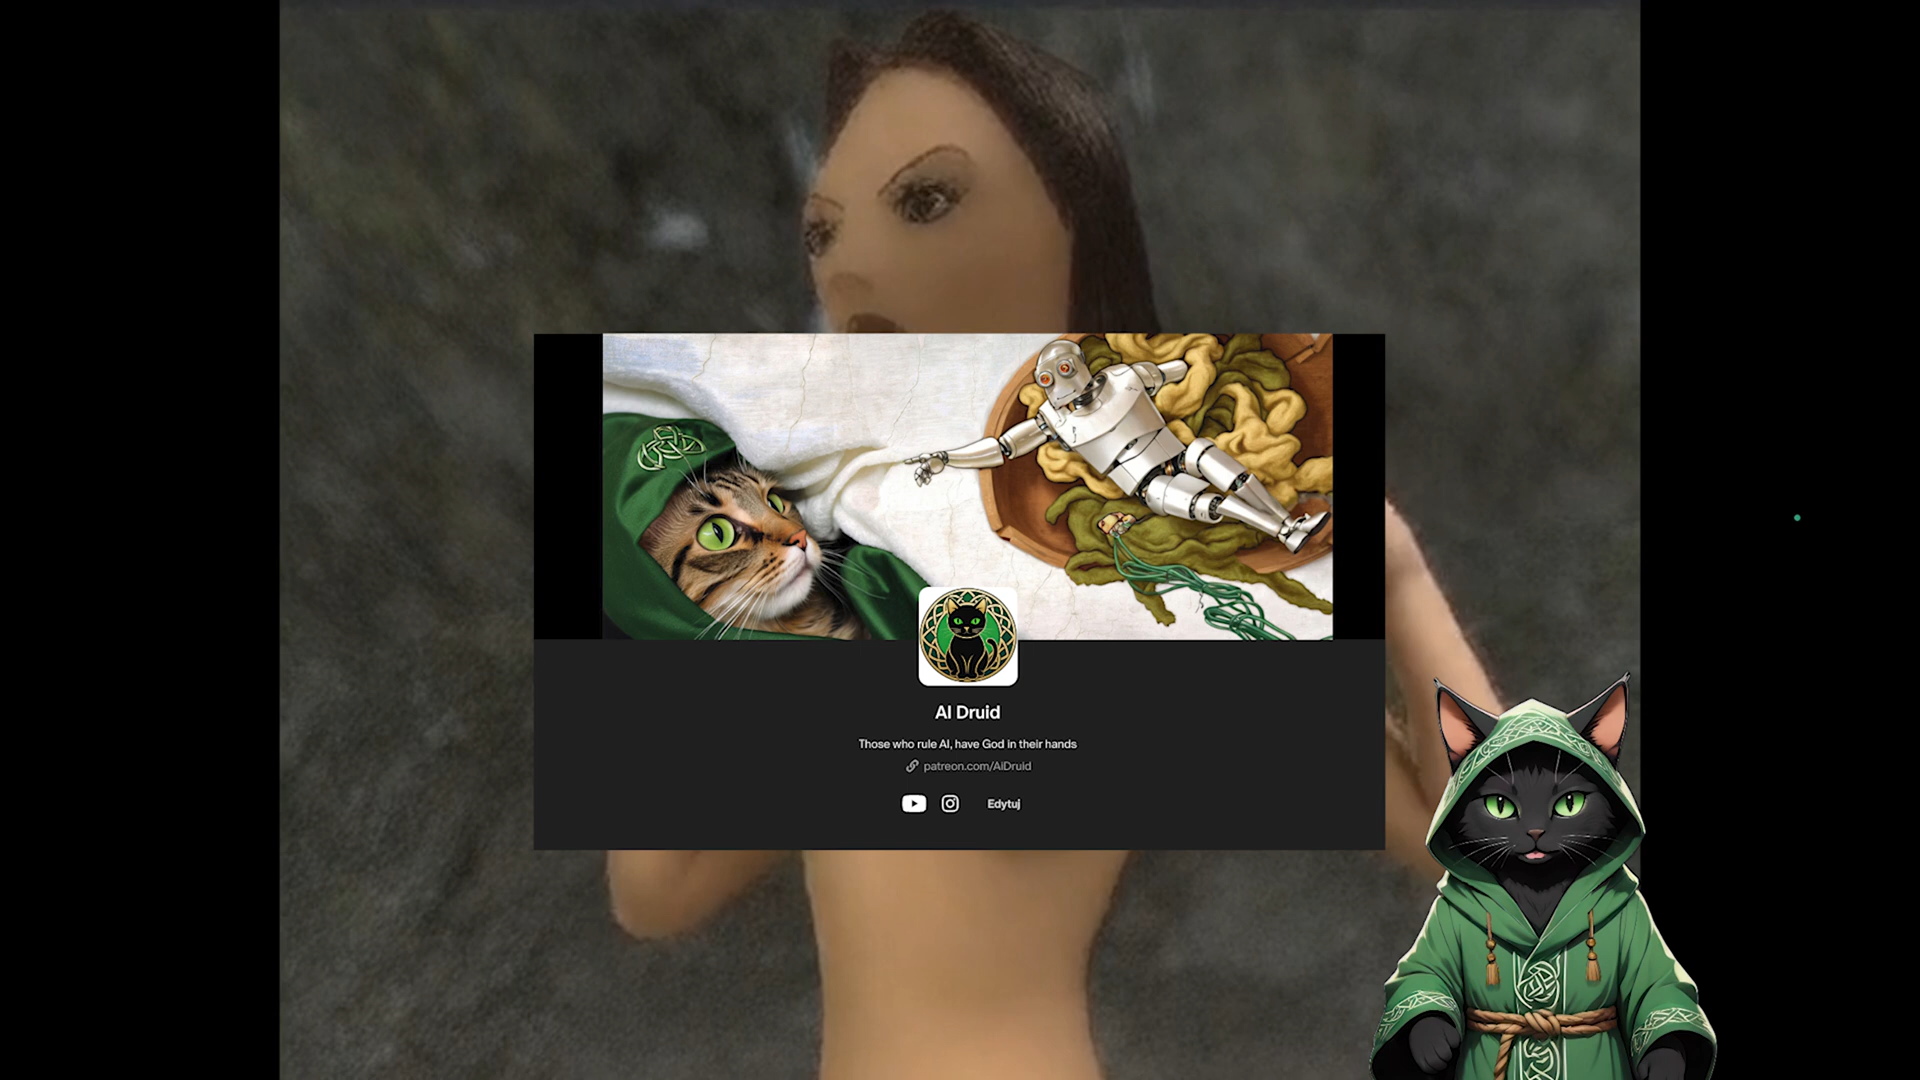 AI Druid
Those who rule AI, have God in their hands
patreon.com/AIDruid
Edytuj